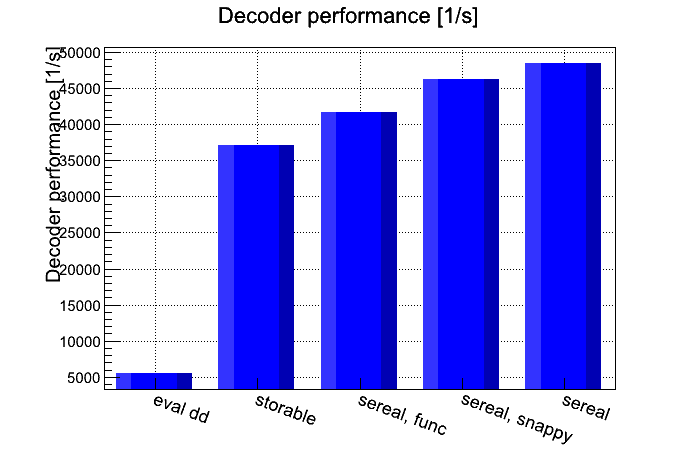 Decoder performance [1/s]
Decoder performance [1/s]
50000
45000
40000
35000
30000
25000
20000
15000
10000
5000
eval dd
storable
sereal, func
sereal, snappy
sereal